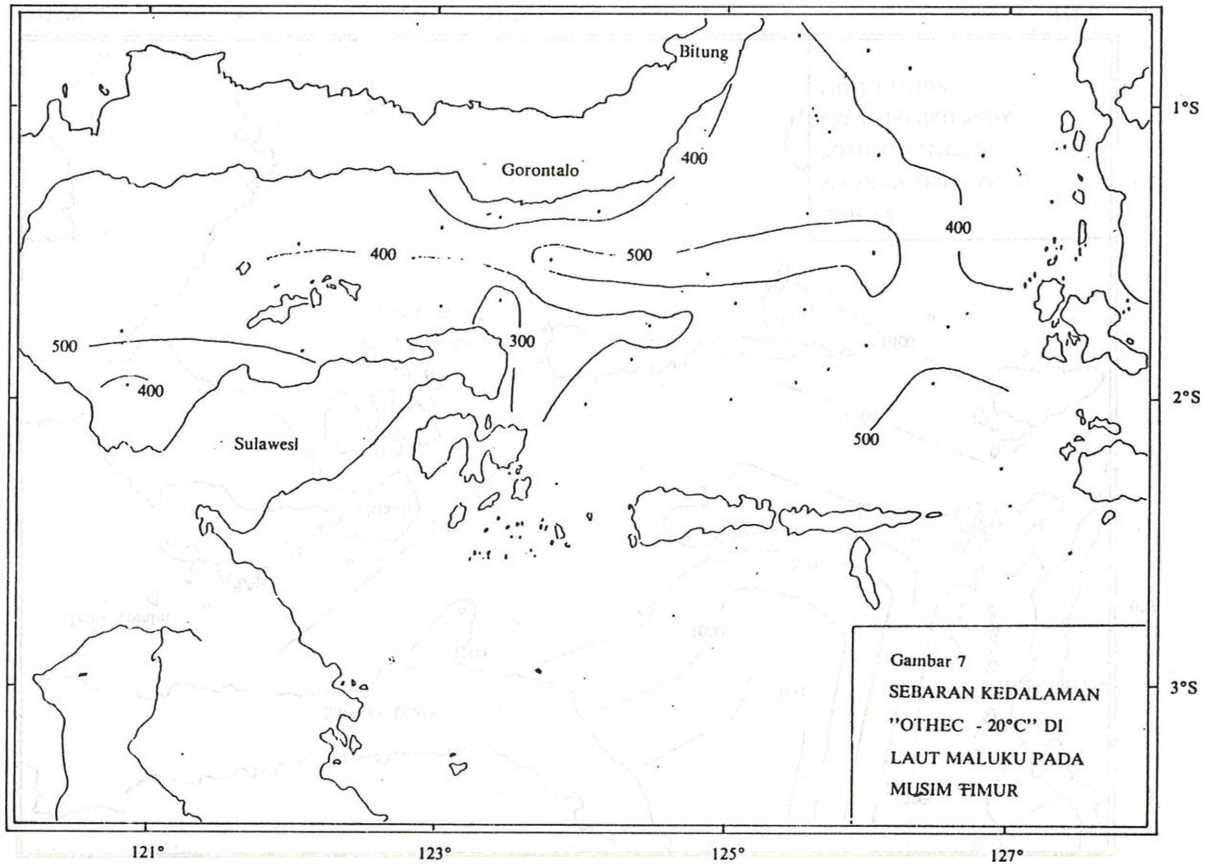 Bitung
1°S
Gorontalo
400
400
400
500
300
500
400
2°S
500
Sulawesi
Gambar 7
SEBARAN KEDALAMAN
"OTHEC - 20°C" DI
LAUT MALUKU PADA
MUSIM TIMUR
3°S
121°
123°
125°
127°